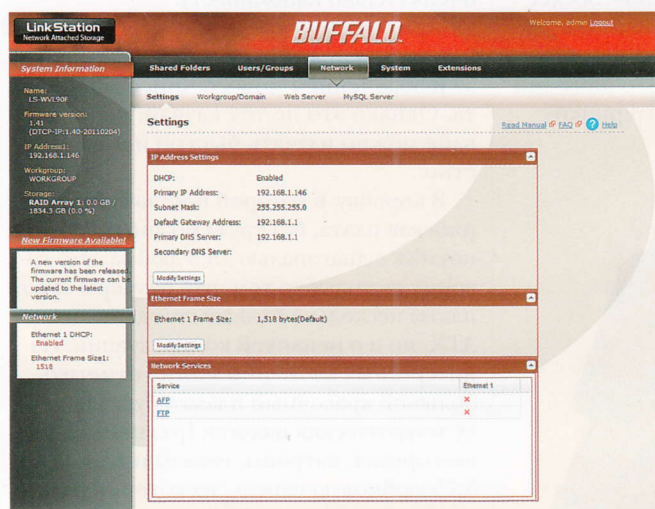 LinkStation
Network Attached Storage
BUFFALO
Welcome, admin Logout
System Information
Name:
LS-WVL90F
Firmware version:
1.41
(DTCP-IP:1.40-20110204)
IP Address1:
192.168.1.146
Workgroup:
WORKGROUP
Storage:
RAID Array 1: 0.0 GB /
1834.3 GB (0.0 %)
New Firmware Available!
A new version of the
firmware has been released.
The current firmware can be
updated to the latest
version.
Network
Ethernet 1 DHCP:
Enabled
Ethernet Frame Size1:
1518
Shared Folders Users/Groups Network System Extensions
Settings Workgroup/Domain Web Server MySQL Server
Settings
Read Manual FAQ ? Help
IP Address Settings
DHCP: Enabled
Primary IP Address: 192.168.1.146
Subnet Mask: 255.255.255.0
Default Gateway Address: 192.168.1.1
Primary DNS Server: 192.168.1.1
Secondary DNS Server:
Modify Settings
Ethernet Frame Size
Ethernet 1 Frame Size: 1,518 bytes(Default)
Modify Settings
Network Services
Service Ethernet 1
AFP
FTP